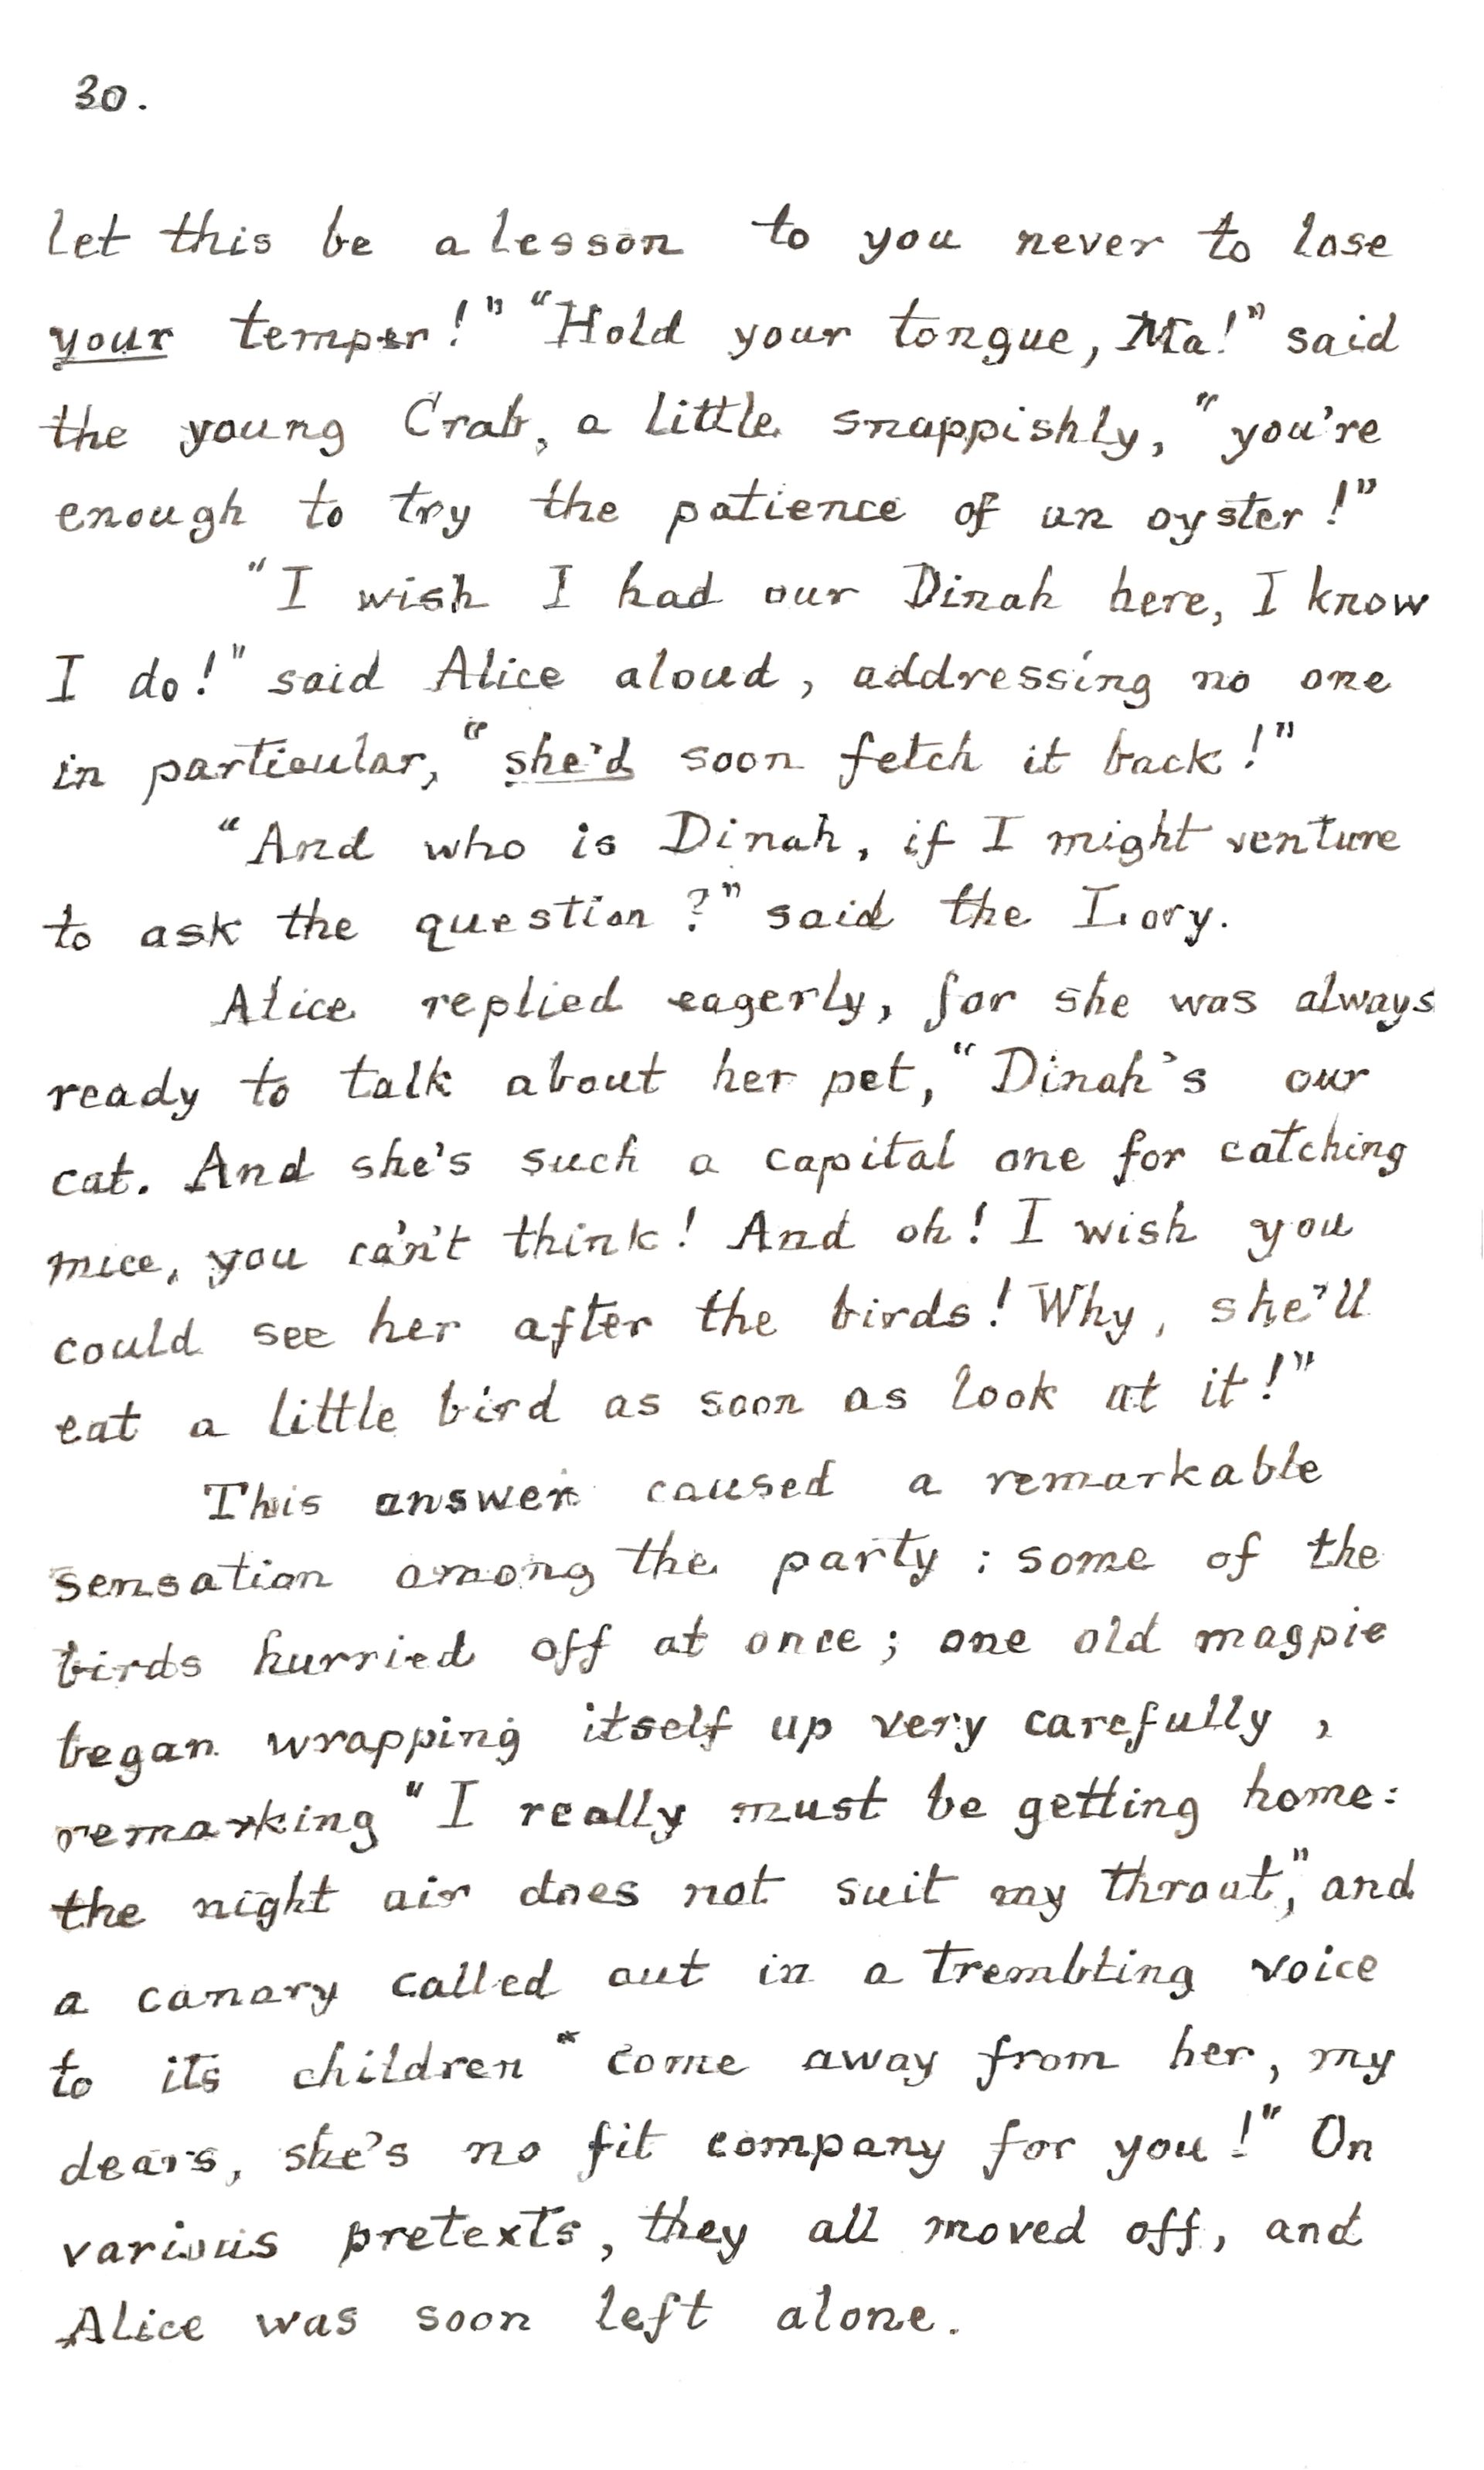 30.
let this be a lesson to you never to lose
your temper!" "Hold your tongue, Ma!" said
the young Crab, a little snappishly, "you're
enough to try the patience of an oyster!"
"I wish I had our Dinah here, I know
I do!" said Alice aloud, addressing no one
in particular, "she'd soon fetch it back!"
"And who is Dinah, if I might venture
to ask the question?" said the Lory.
Alice replied eagerly, for she was always
ready to talk about her pet, "Dinah's our
cat. And she's such a capital one for catching
mice, you ca'n't think! And oh! I wish you
could see her after the birds! Why, she'll
eat a little bird as soon as look at it!"
This answer caused a remarkable
sensation among the party: some of the
birds hurried off at once; one old magpie
began wrapping itself up very carefully,
remarking "I really must be getting home:
the night air does not suit my throat," and
a canary called out in a trembling voice
to its children "come away from her, my
dears, she's no fit company for you!" On
various pretexts, they all moved off, and
Alice was soon left alone.